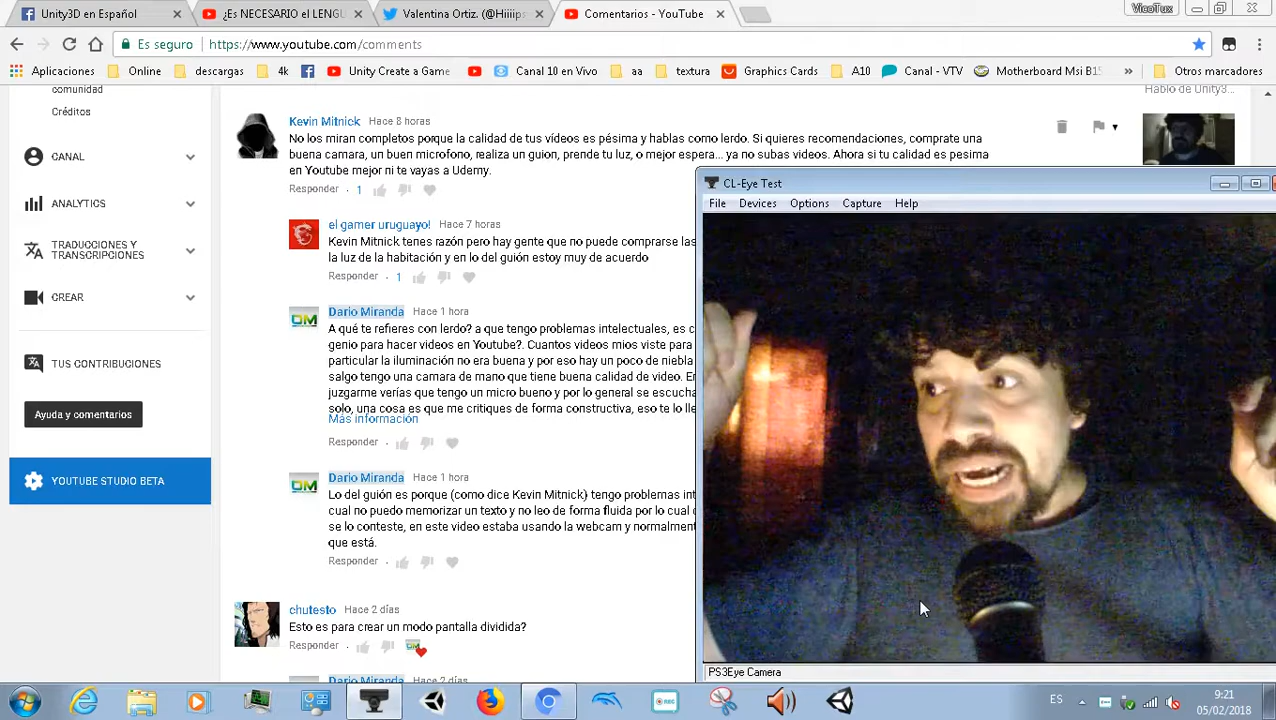 Unity3D en Facebook
¿Es NECESARIO el LENGU
Valentina Ortiz. (@Hiiiips
Comentarios - YouTube
VicoTux
Es seguro
https://www.youtube.com/comments
Aplicaciones
Online
descargas
4k
Unity Create a Game
Canal 10 en Vivo
aa
textura
Graphics Cards
A10
Canal - VTV
Motherboard Msi B15
»
Otros marcadores
comunidad
Créditos
CANAL
ANALYTICS
TRADUCCIONES Y
TRANSCRIPCIONES
CREAR
TUS CONTRIBUCIONES
Ayuda y comentarios
YOUTUBE STUDIO BETA
Hablo de Unity3...
Kevin Mitnick Hace 8 horas
No los miran completos porque la calidad de tus vídeos es pésima y hablas como lerdo. Si quieres recomendaciones, comprate una
buena camara, un buen microfono, realiza un guion, prende tu luz, o mejor espera... ya no subas videos. Ahora si tu calidad es pesima
en Youtube mejor ni te vayas a Udemy.
Responder · 1
el gamer uruguayo! Hace 7 horas
Kevin Mitnick tenes razón pero hay gente que no puede comprarse las
la luz de la habitación y en lo del guión estoy muy de acuerdo
Responder · 1
Dario Miranda Hace 1 hora
A qué te refieres con lerdo? a que tengo problemas intelectuales, es c
genio para hacer videos en Youtube?. Cuantos videos mios viste para
particular la iluminación no era buena y por eso hay un poco de niebla
salgo tengo una camara de mano que tiene buena calidad de video. En
juzgarme verías que tengo un micro bueno y por lo general se escucha
solo, una cosa es que me critiques de forma constructiva, eso te lo lle
Más información
Responder ·
Dario Miranda Hace 1 hora
Lo del guión es porque (como dice Kevin Mitnick) tengo problemas int
cual no puedo memorizar un texto y no leo de forma fluida por lo cual
se lo conteste, en este video estaba usando la webcam y normalment
que está.
Responder ·
chutesto Hace 2 días
Esto es para crear un modo pantalla dividida?
Responder ·
Dario Miranda Hace 2 días
CL-Eye Test
File Devices Options Capture Help
PS3Eye Camera
ES
9:21
05/02/2018